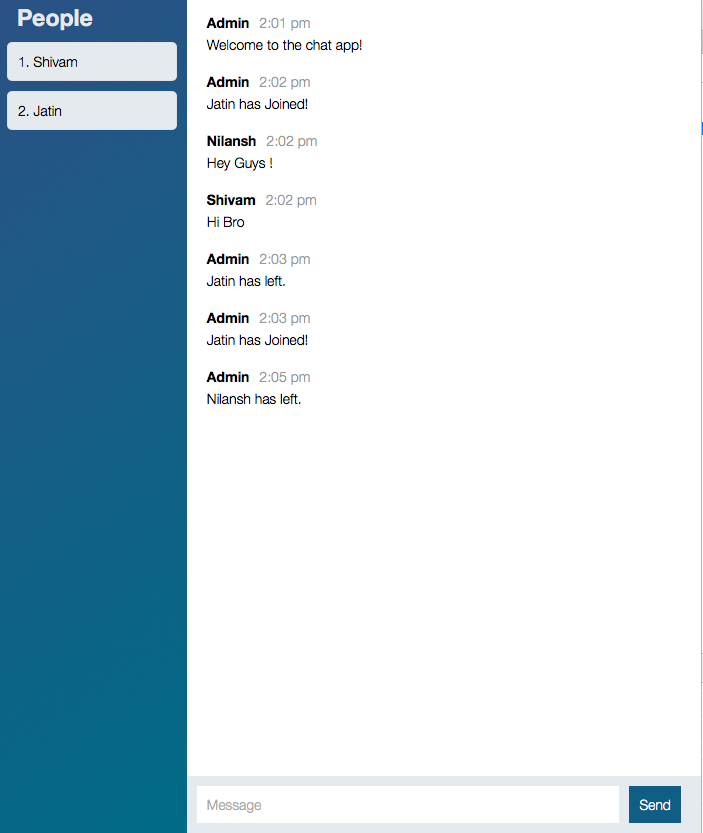 People
1. Shivam
2. Jatin
Admin 2:01 pm
Welcome to the chat app!
Admin 2:02 pm
Jatin has Joined!
Nilansh 2:02 pm
Hey Guys !
Shivam 2:02 pm
Hi Bro
Admin 2:03 pm
Jatin has left.
Admin 2:03 pm
Jatin has Joined!
Admin 2:05 pm
Nilansh has left.
Message
Send